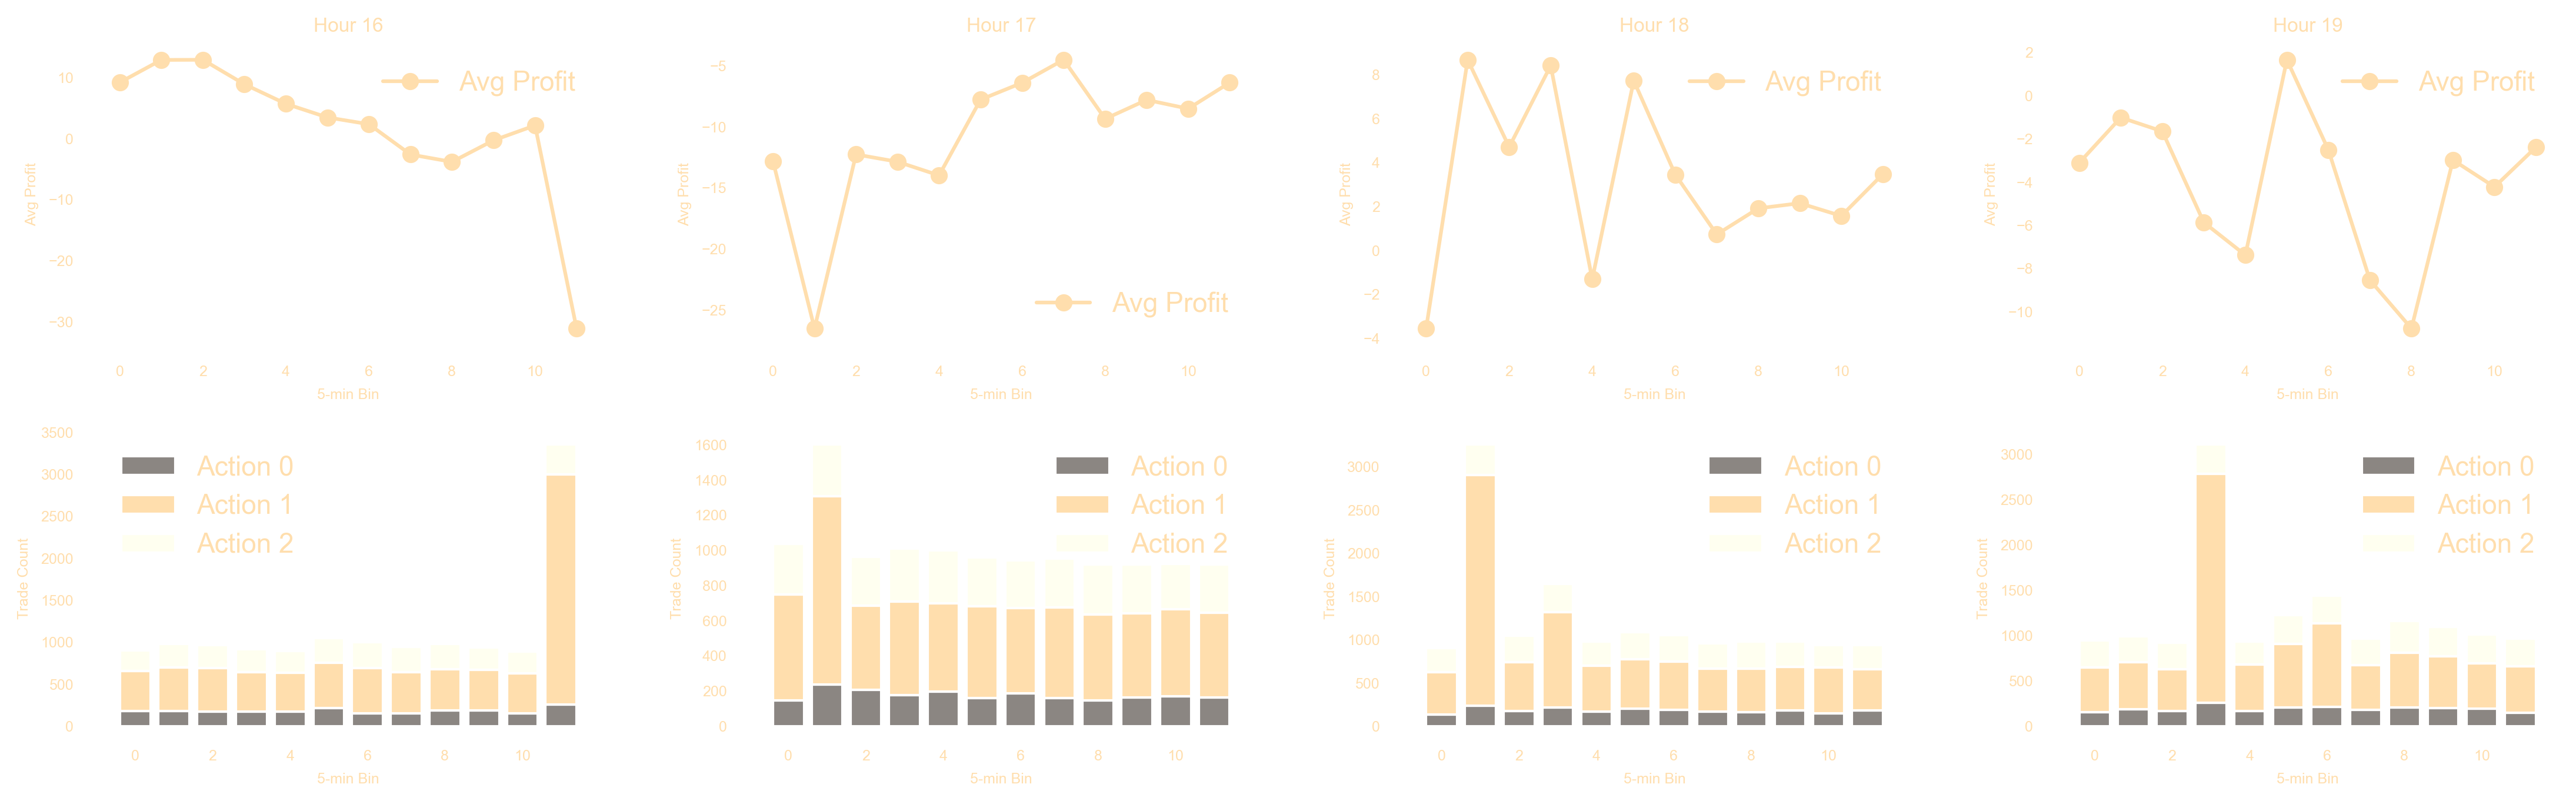 Hour 16
Avg Profit
10
0
−10
−20
−30
Avg Profit
0 2 4 6 8 10
5-min Bin
Hour 17
Avg Profit
−5
−10
−15
−20
−25
Avg Profit
0 2 4 6 8 10
5-min Bin
Hour 18
Avg Profit
8
6
4
2
0
−2
−4
Avg Profit
0 2 4 6 8 10
5-min Bin
Hour 19
Avg Profit
2
0
−2
−4
−6
−8
−10
Avg Profit
0 2 4 6 8 10
5-min Bin
Trade Count
3500
3000
2500
2000
1500
1000
500
0
Action 0
Action 1
Action 2
0 2 4 6 8 10
5-min Bin
Trade Count
1600
1400
1200
1000
800
600
400
200
0
Action 0
Action 1
Action 2
0 2 4 6 8 10
5-min Bin
Trade Count
3000
2500
2000
1500
1000
500
0
Action 0
Action 1
Action 2
0 2 4 6 8 10
5-min Bin
Trade Count
3000
2500
2000
1500
1000
500
0
Action 0
Action 1
Action 2
0 2 4 6 8 10
5-min Bin